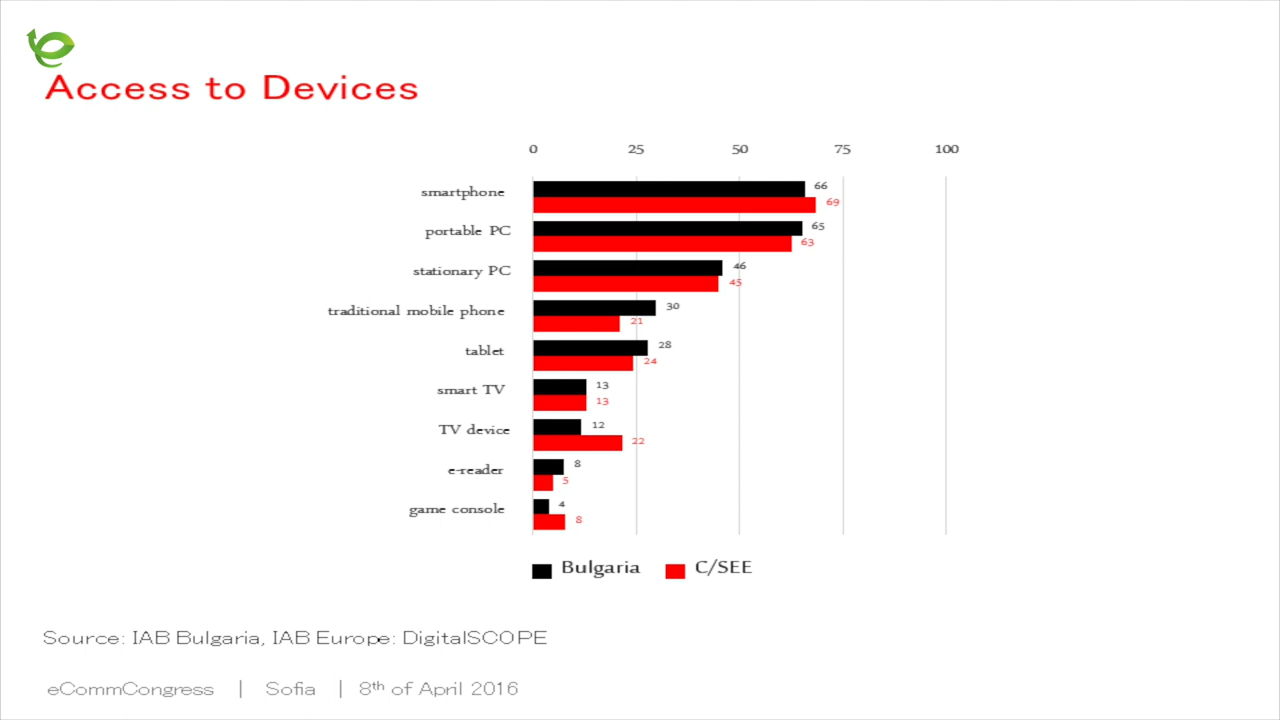 Access to Devices
0 25 50 75 100
smartphone 66
69
portable PC 65
63
stationary PC 46
45
traditional mobile phone 30
21
tablet 28
24
smart TV 13
13
TV device 12
22
e-reader 8
5
game console 4
8
Bulgaria C/SEE
Source: IAB Bulgaria, IAB Europe: DigitalSCOPE
eCommCongress | Sofia | 8th of April 2016